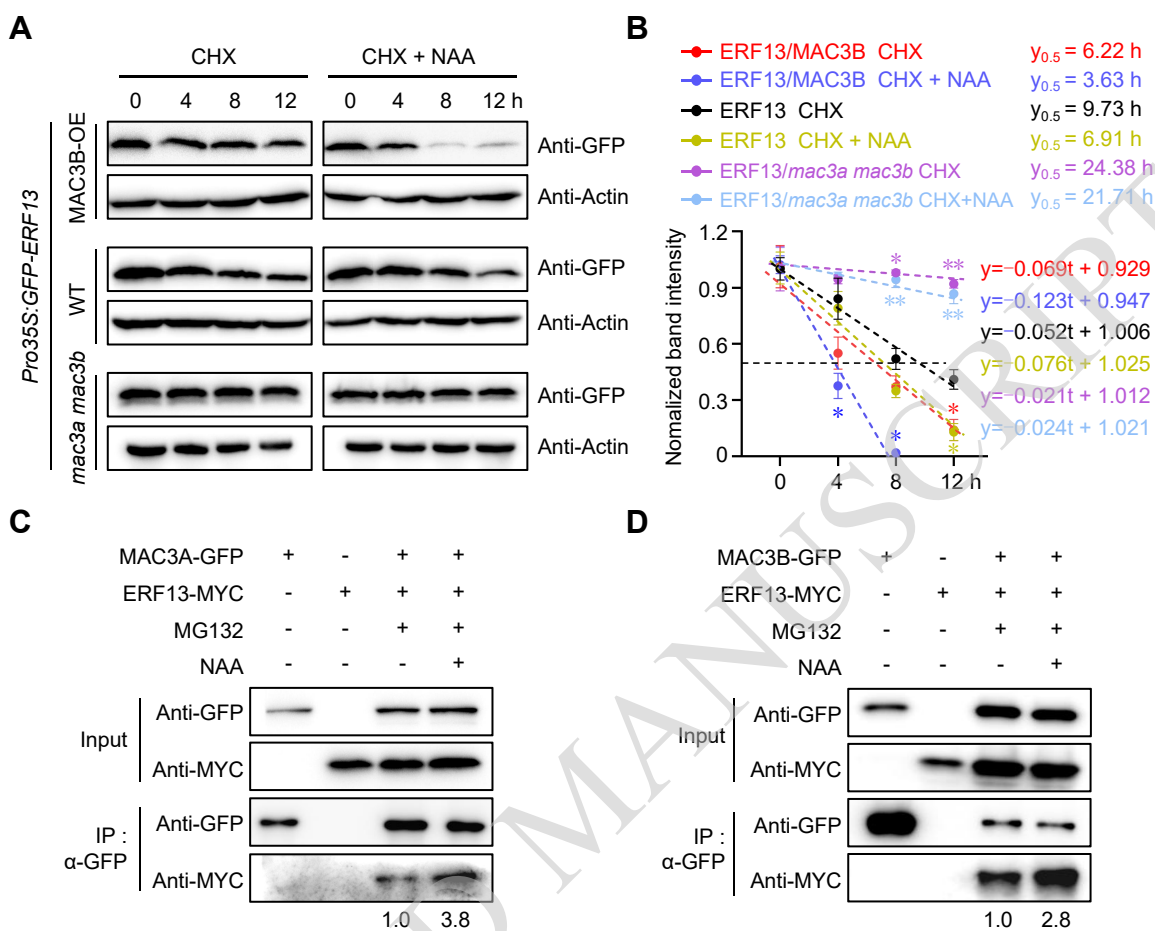 A
CHX
CHX + NAA
0 4 8 12 0 4 8 12 h
Pro35S:GFP-ERF13
MAC3B-OE
Anti-GFP
Anti-Actin
WT
Anti-GFP
Anti-Actin
mac3a mac3b
Anti-GFP
Anti-Actin
B
ERF13/MAC3B CHX y0.5 = 6.22 h
ERF13/MAC3B CHX + NAA y0.5 = 3.63 h
ERF13 CHX y0.5 = 9.73 h
ERF13 CHX + NAA y0.5 = 6.91 h
ERF13/mac3a mac3b CHX y0.5 = 24.38 h
ERF13/mac3a mac3b CHX+NAA y0.5 = 21.71 h
Nomalized band intensity
1.2
0.9
0.6
0.3
0
0 4 8 12 h
* **
** **
*
* *
*
y=−0.069t + 0.929
y=−0.123t + 0.947
y=−0.052t + 1.006
y=−0.076t + 1.025
y=−0.021t + 1.012
y=−0.024t + 1.021
C
MAC3A-GFP + - + +
ERF13-MYC - + + +
MG132 - - + +
NAA - - - +
Input
Anti-GFP
Anti-MYC
IP :
α-GFP
Anti-GFP
Anti-MYC
1.0 3.8
D
MAC3B-GFP + - + +
ERF13-MYC - + + +
MG132 - - + +
NAA - - - +
Input
Anti-GFP
Anti-MYC
IP :
α-GFP
Anti-GFP
Anti-MYC
1.0 2.8
D MANUSCRIPT